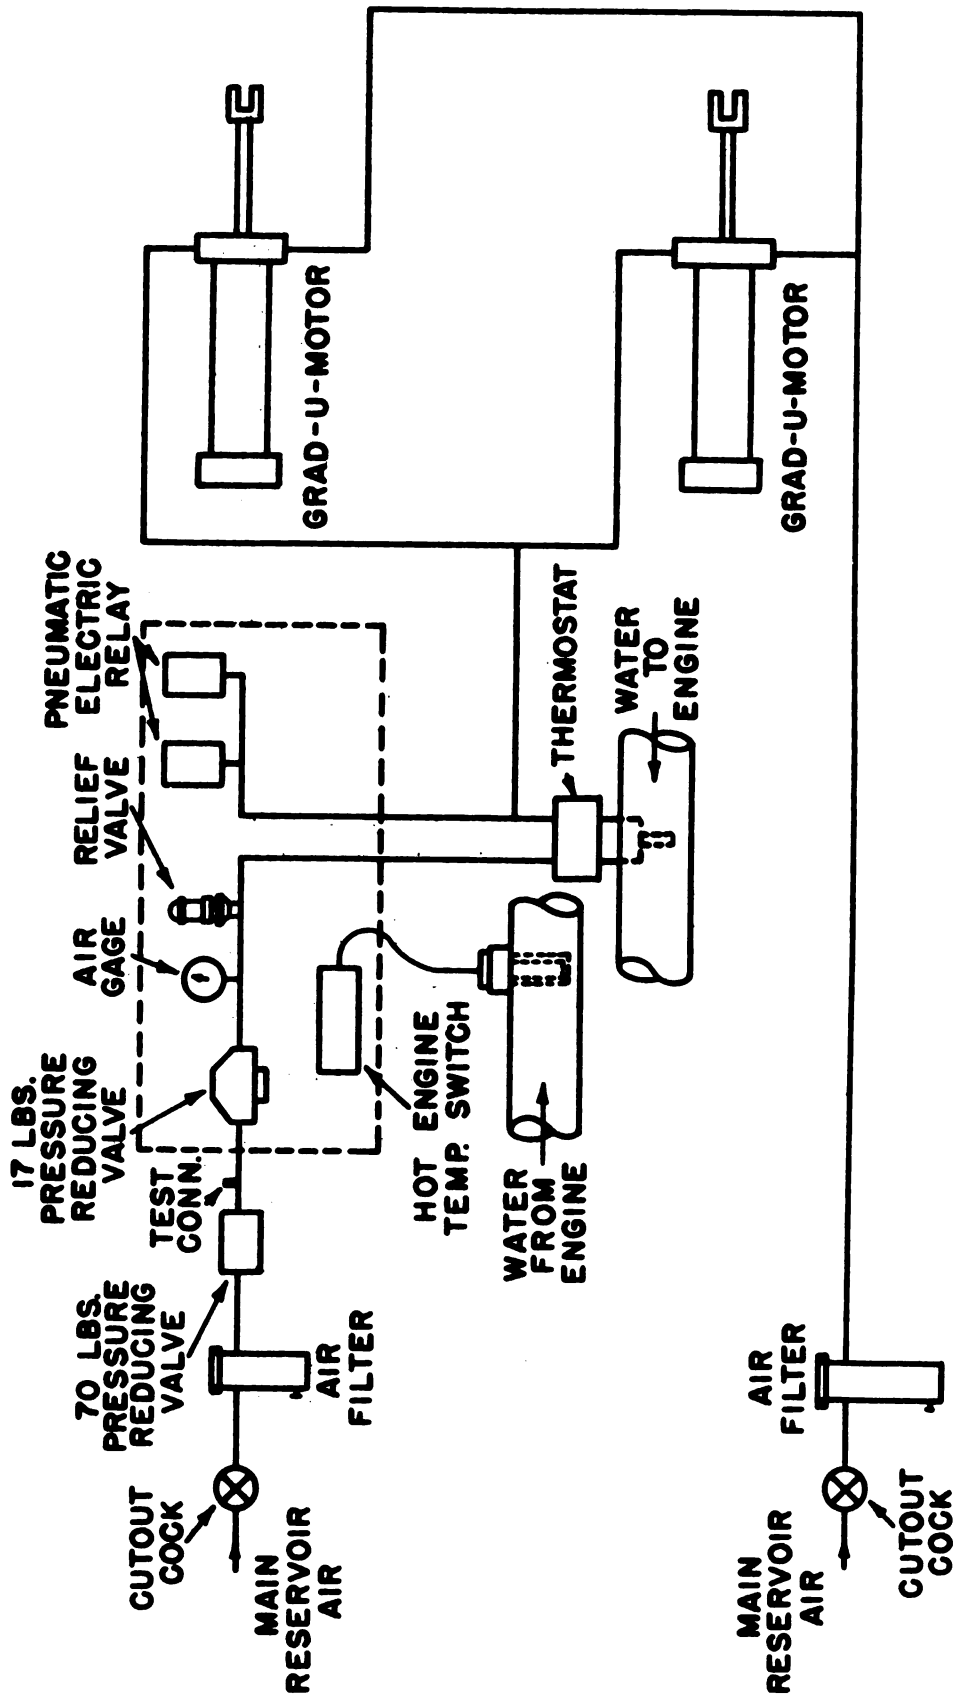 MAIN
RESERVOIR
AIR
CUTOUT
COCK
AIR
FILTER
70 LBS.
PRESSURE
REDUCING
VALVE
TEST
CONN.
17 LBS.
PRESSURE
REDUCING
VALVE
AIR
GAGE
RELIEF
VALVE
PNEUMATIC
ELECTRIC
RELAY
GRAD-U-MOTOR
HOT ENGINE
TEMP. SWITCH
WATER
FROM
ENGINE
THERMOSTAT
WATER
TO
ENGINE
GRAD-U-MOTOR
MAIN
RESERVOIR
AIR
CUTOUT
COCK
AIR
FILTER